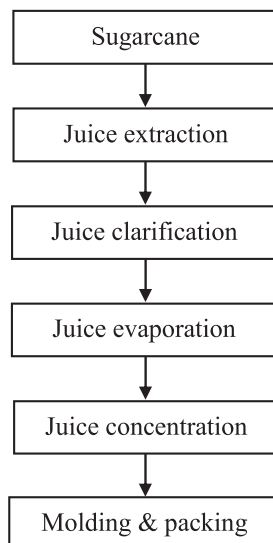 Sugarcane
Juice extraction
Juice clarification
Juice evaporation
Juice concentration
Molding & packing